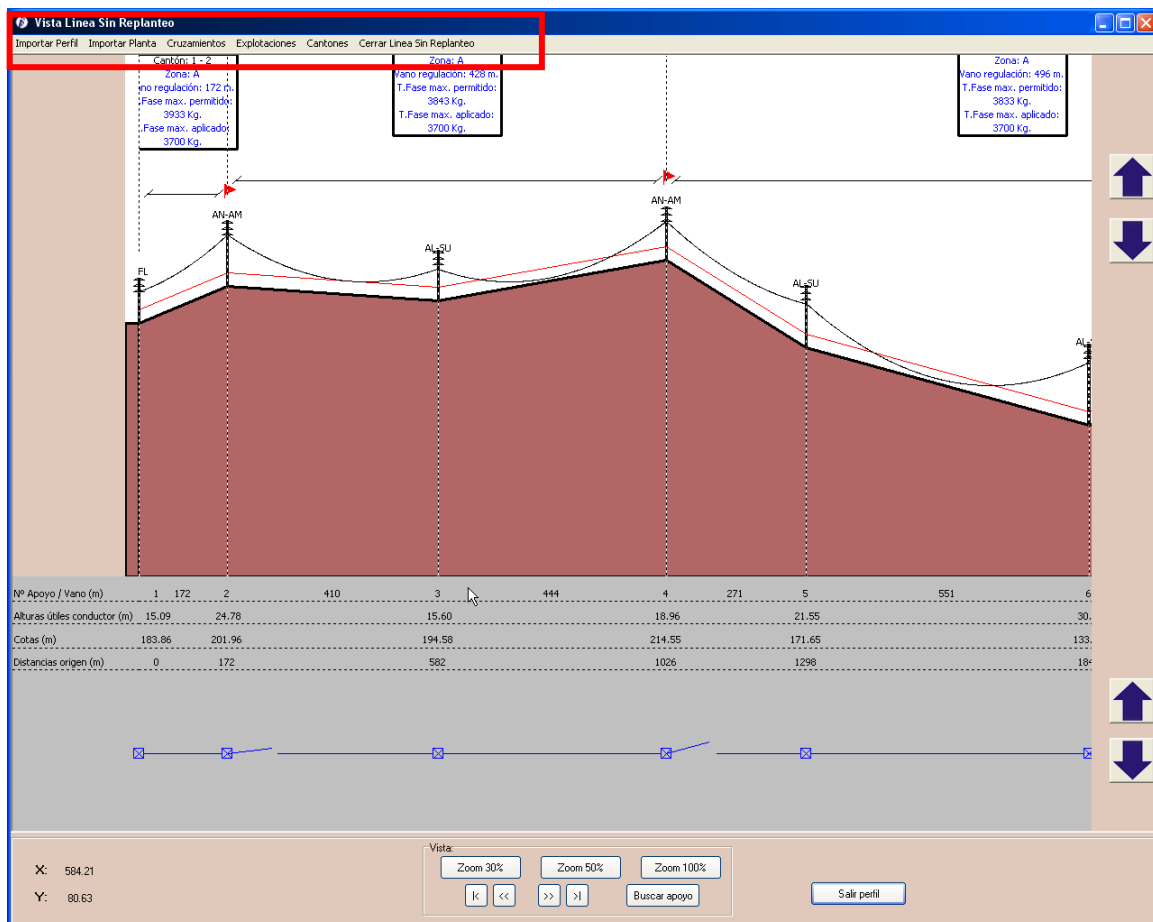 Vista Linea Sin Replanteo
Importar Perfil Importar Planta Cruzamientos Explotaciones Cantones Cerrar Linea Sin Replanteo
Cantón: 1 - 2
Zona: A
no regulación: 172 m.
.Fase max. permitido:
3933 Kg.
.Fase max. aplicado:
3700 Kg.
Zona: A
Vano regulación: 428 m.
T.Fase max. permitido:
3843 Kg.
T.Fase max. aplicado:
3700 Kg.
Zona: A
Vano regulación: 496 m.
T.Fase max. permitido:
3833 Kg.
T.Fase max. aplicado:
3700 Kg.
FL
AN-AM
AL-SU
AN-AM
AL-SU
AL-
Nº Apoyo / Vano (m) 1 172 2 410 3 444 4 271 5 551 6
Alturas útiles conductor (m) 15.09 24.78 15.60 18.96 21.55 30.
Cotas (m) 183.86 201.96 194.58 214.55 171.65 133.
Distancias origen (m) 0 172 582 1026 1298 184
X: 584.21
Y: 80.63
Vista:
Zoom 30% Zoom 50% Zoom 100%
|< << >> >| Buscar apoyo
Salir perfil